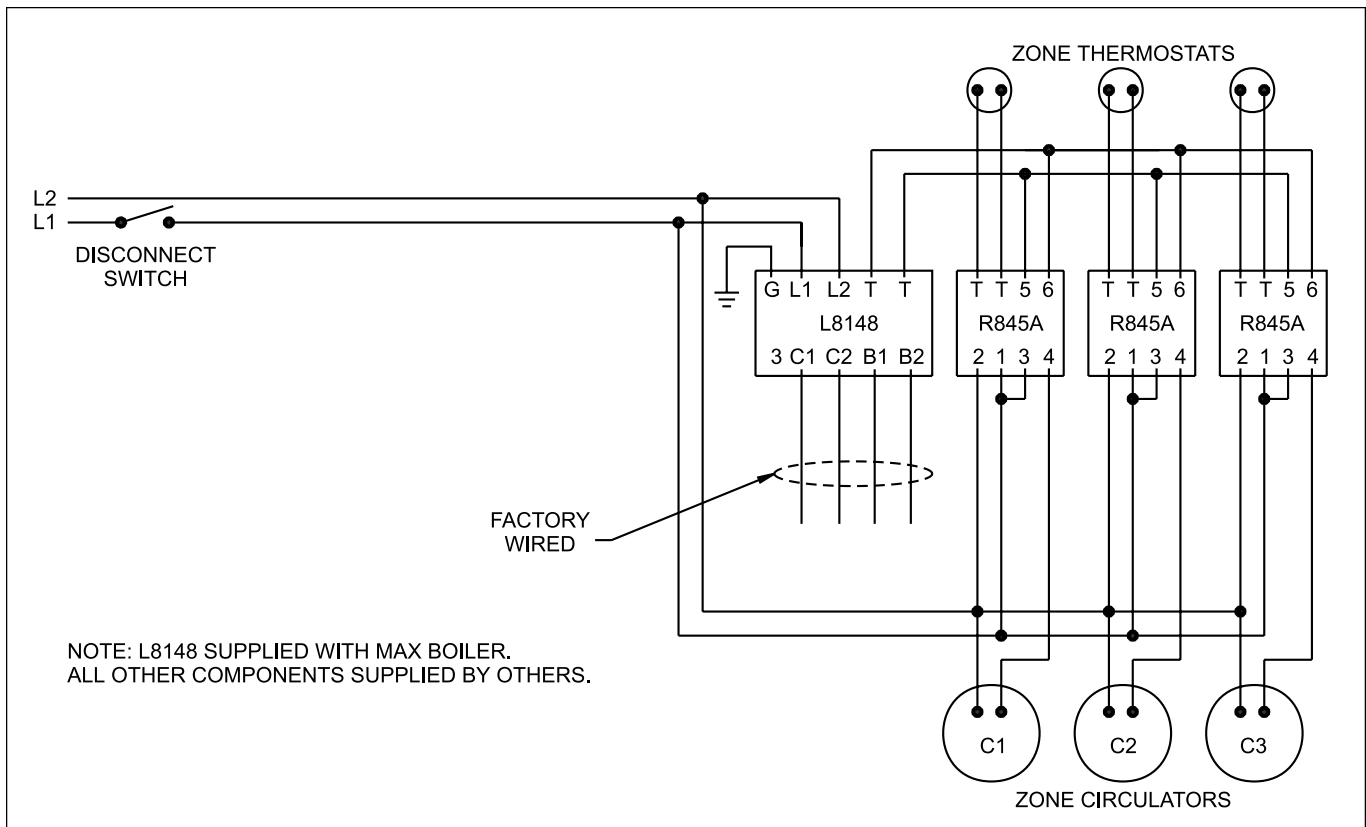 ZONE THERMOSTATS
L2
L1
DISCONNECT
SWITCH
G L1 L2 T T
L8148
3 C1 C2 B1 B2
T T 5 6
R845A
2 1 3 4
T T 5 6
R845A
2 1 3 4
T T 5 6
R845A
2 1 3 4
FACTORY
WIRED
NOTE: L8148 SUPPLIED WITH MAX BOILER.
ALL OTHER COMPONENTS SUPPLIED BY OTHERS.
C1
C2
C3
ZONE CIRCULATORS